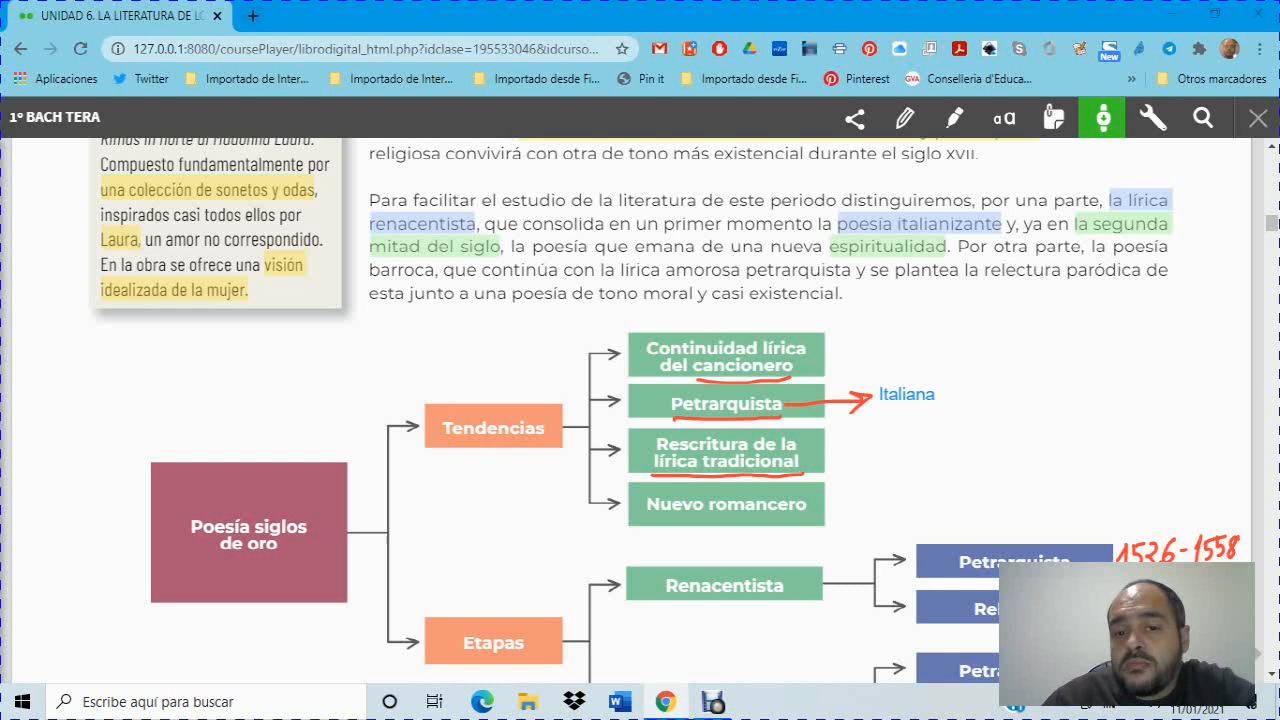 UNIDAD 6. LA LITERATURA DE LO
127.0.0.1:8080/coursePlayer/librodigital_html.php?idclase=195533046&idcurso...
New
Aplicaciones
Twitter
Importado de Inter...
Importado de Inter...
Importado desde Fi...
Pin it
Importado desde Fi...
Pinterest
GVA
Conselleria d'Educa...
»
Otros marcadores
1º BACH TERA
aa
Compuesto fundamentalmente por
una colección de sonetos y odas,
inspirados casi todos ellos por
Laura, un amor no correspondido.
En la obra se ofrece una visión
idealizada de la mujer.
religiosa convivirá con otra de tono más existencial durante el siglo XVII.
Para facilitar el estudio de la literatura de este periodo distinguiremos, por una parte, la lírica
renacentista, que consolida en un primer momento la poesía italianizante y, ya en la segunda
mitad del siglo, la poesía que emana de una nueva espiritualidad. Por otra parte, la poesía
barroca, que continúa con la lírica amorosa petrarquista y se plantea la relectura paródica de
esta junto a una poesía de tono moral y casi existencial.
Poesía siglos
de oro
Tendencias
Continuidad lírica
del cancionero
Petrarquista
Italiana
Rescritura de la
lírica tradicional
Nuevo romancero
Etapas
Renacentista
Petrarquista
1526-1558
Rel
Petra
Escribe aquí para buscar
11/01/2021